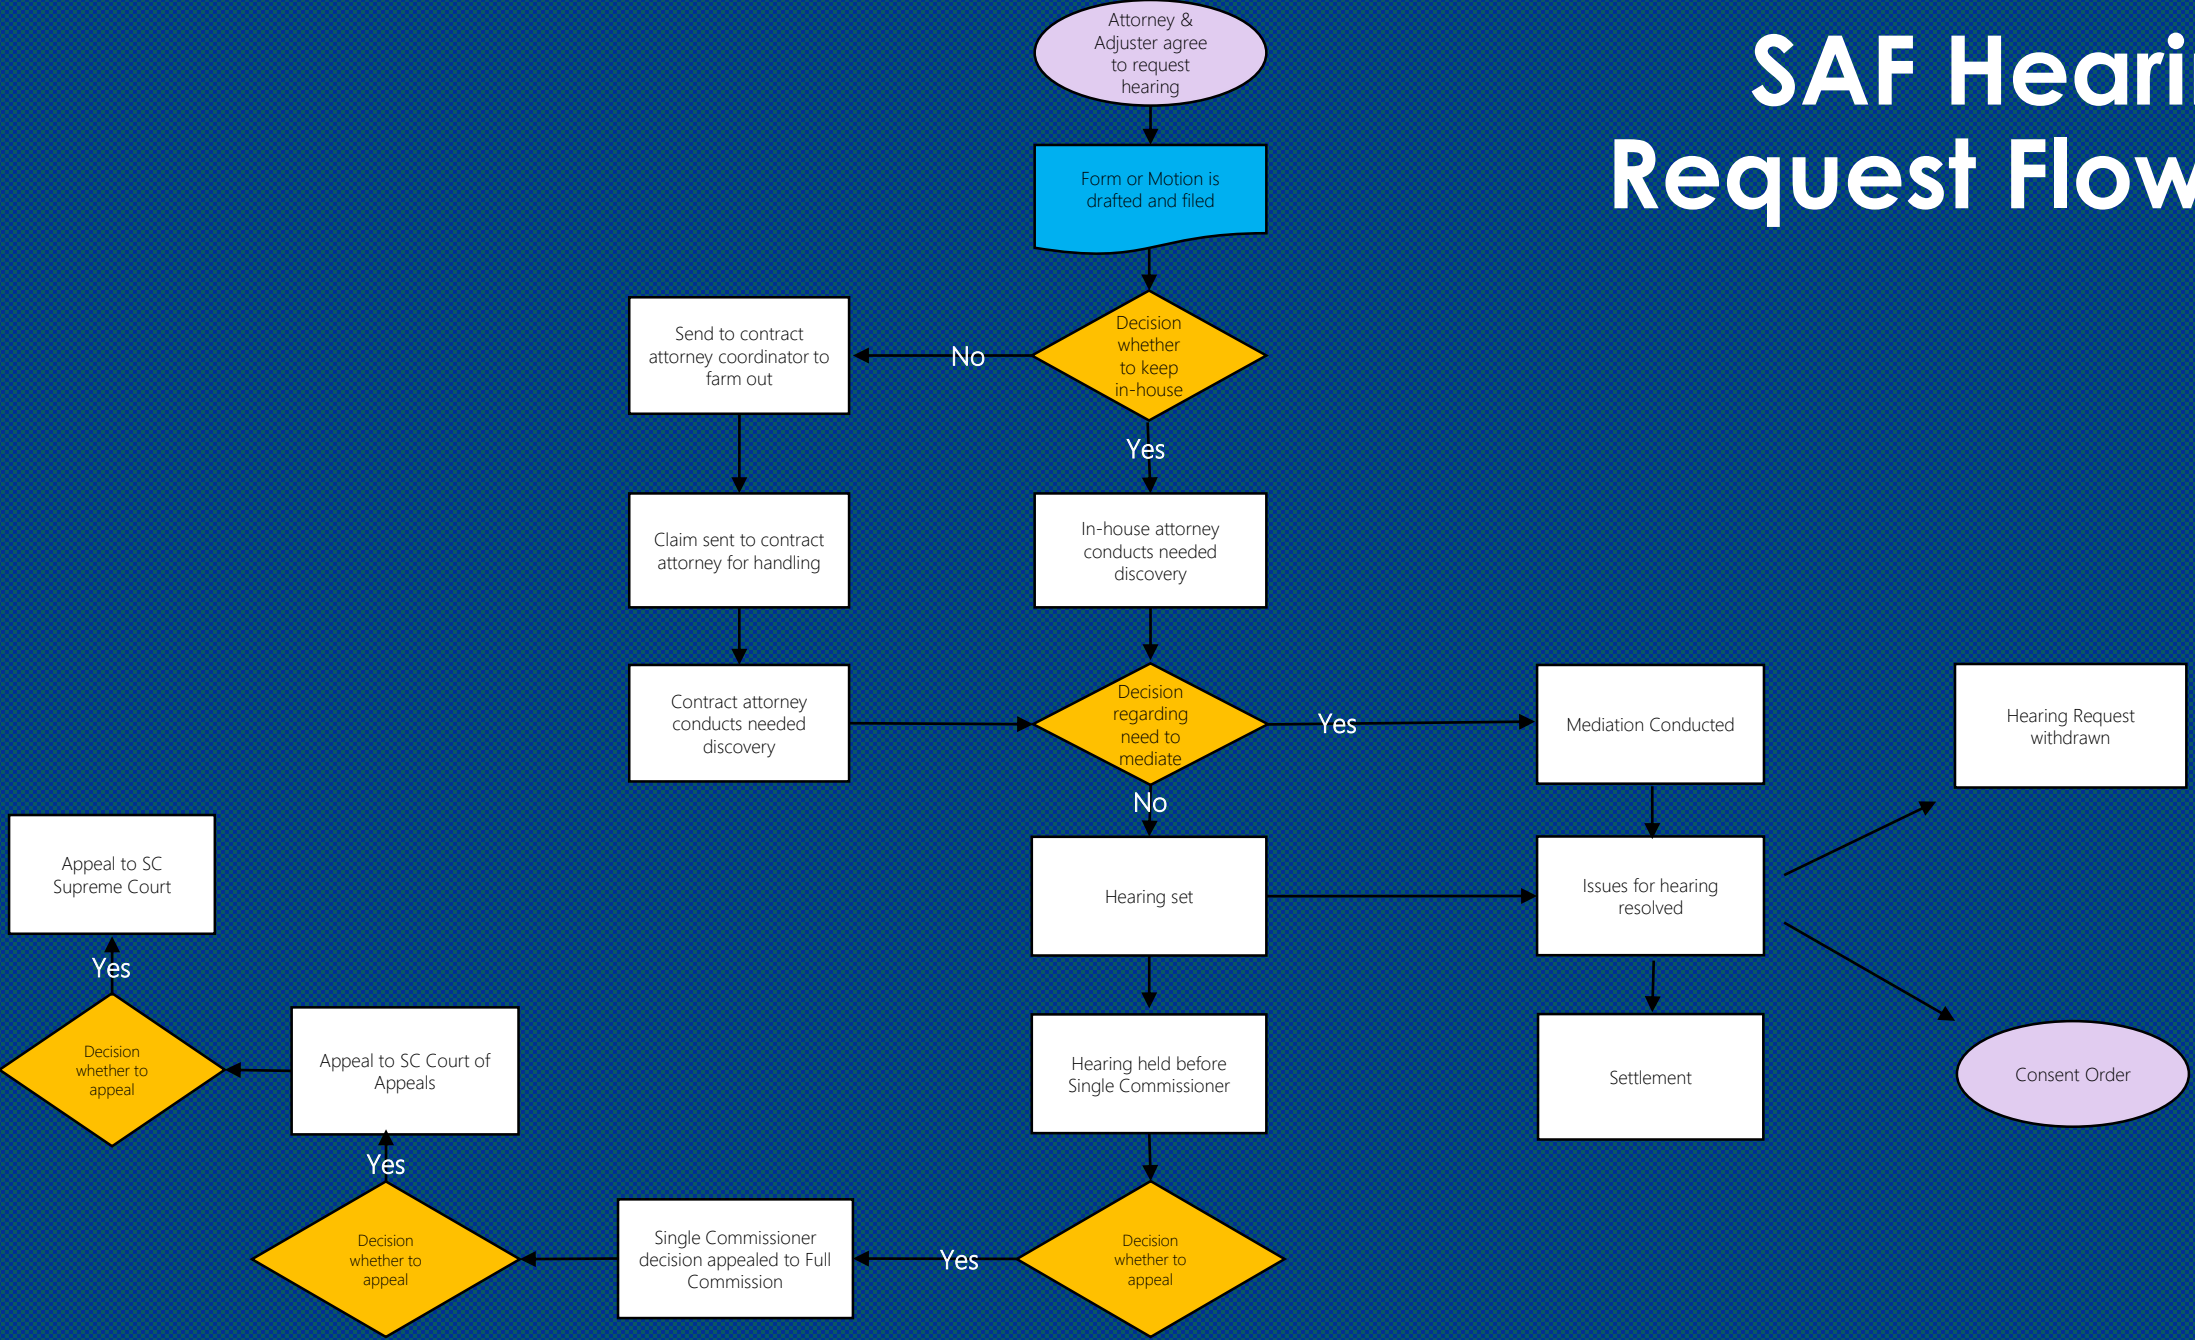 Attorney &
Adjuster agree
to request
hearing
SAF Heari
Request Flow
Form or Motion is
drafted and filed
Decision
whether
to keep
in-house
No
Send to contract
attorney coordinator to
farm out
Yes
Claim sent to contract
attorney for handling
In-house attorney
conducts needed
discovery
Contract attorney
conducts needed
discovery
Decision
regarding
need to
mediate
Yes
Mediation Conducted
Hearing Request
withdrawn
No
Appeal to SC
Supreme Court
Hearing set
Issues for hearing
resolved
Yes
Decision
whether to
appeal
Appeal to SC Court of
Appeals
Hearing held before
Single Commissioner
Settlement
Consent Order
Yes
Decision
whether to
appeal
Single Commissioner
decision appealed to Full
Commission
Yes
Decision
whether to
appeal